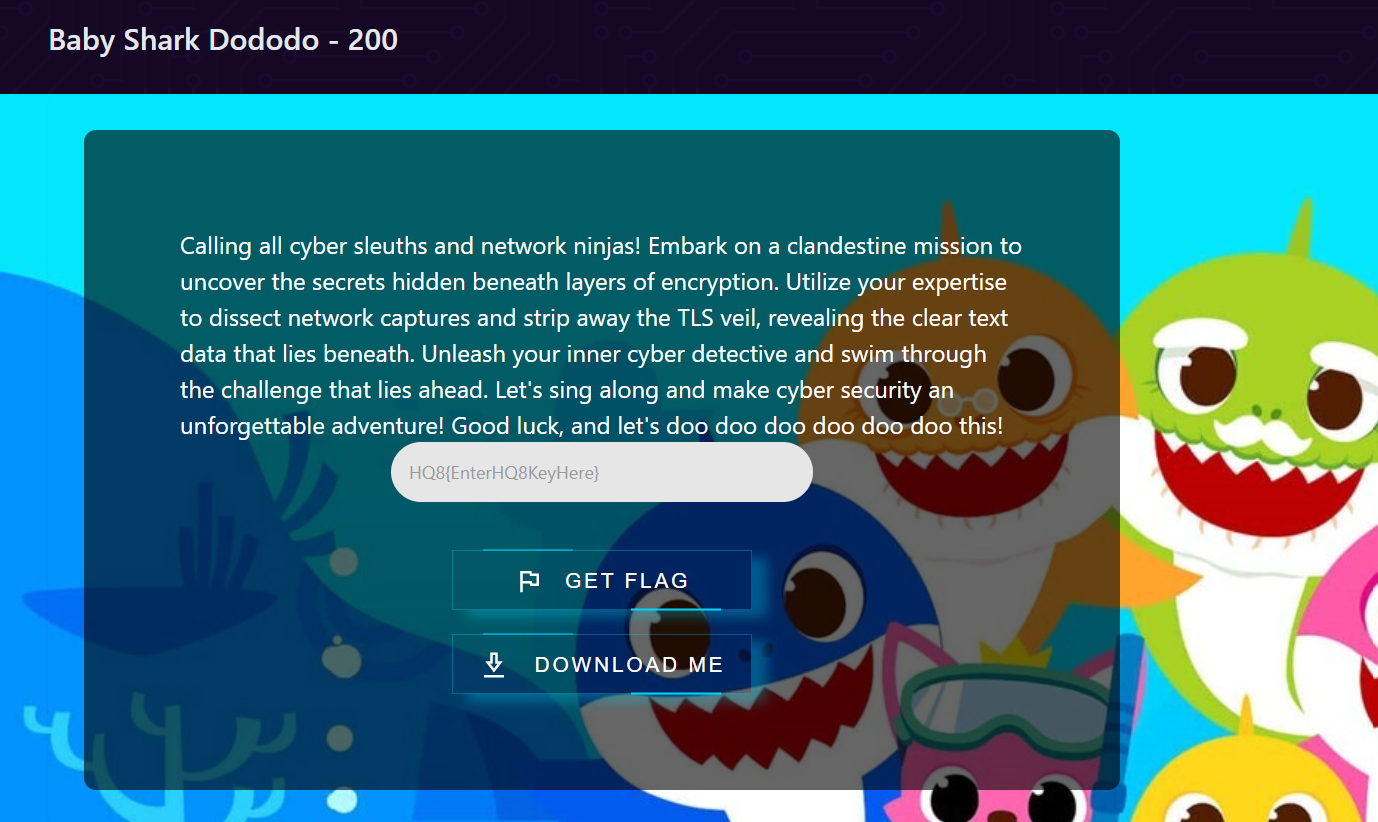 Baby Shark Dododo - 200
Calling all cyber sleuths and network ninjas! Embark on a clandestine mission to
uncover the secrets hidden beneath layers of encryption. Utilize your expertise
to dissect network captures and strip away the TLS veil, revealing the clear text
data that lies beneath. Unleash your inner cyber detective and swim through
the challenge that lies ahead. Let's sing along and make cyber security an
unforgettable adventure! Good luck, and let's doo doo doo doo doo doo this!
HQ8{EnterHQ8KeyHere}
GET FLAG
DOWNLOAD ME